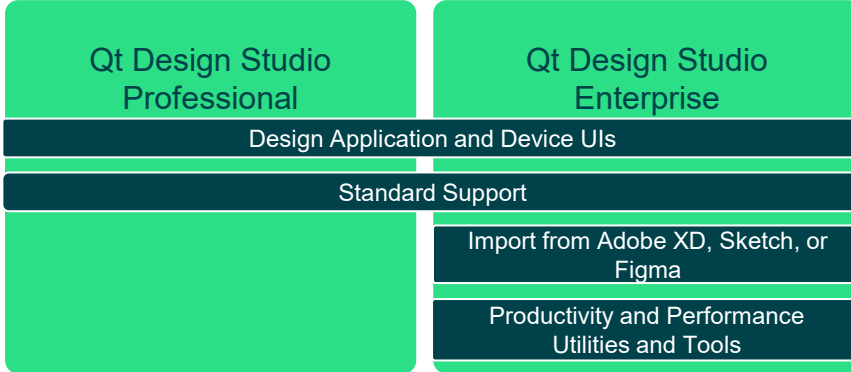 Qt Design Studio
Professional
Qt Design Studio
Enterprise
Design Application and Device UIs
Standard Support
Import from Adobe XD, Sketch, or
Figma
Productivity and Performance
Utilities and Tools